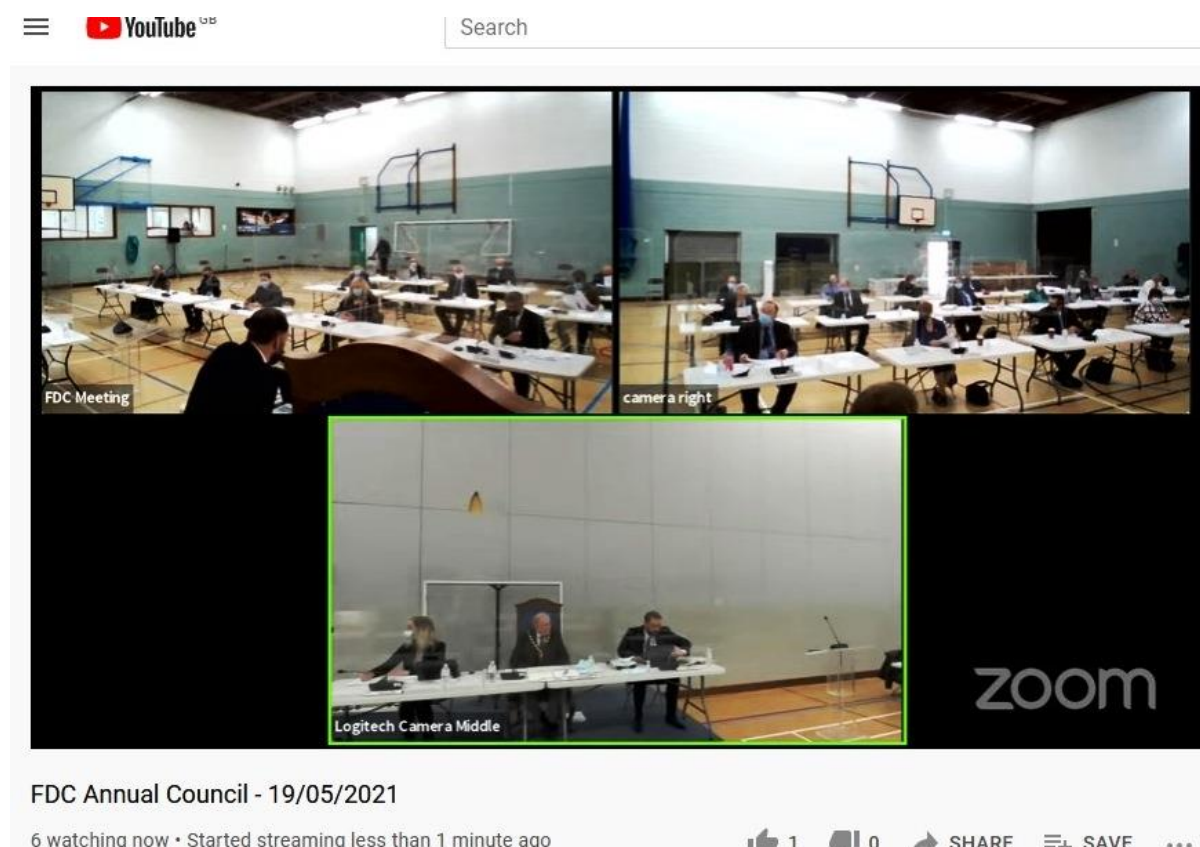 YouTube GB
Search
FDC Meeting
camera right
Logitech Camera Middle
zoom
FDC Annual Council - 19/05/2021
6 watching now • Started streaming less than 1 minute ago
1
0
SHARE
SAVE